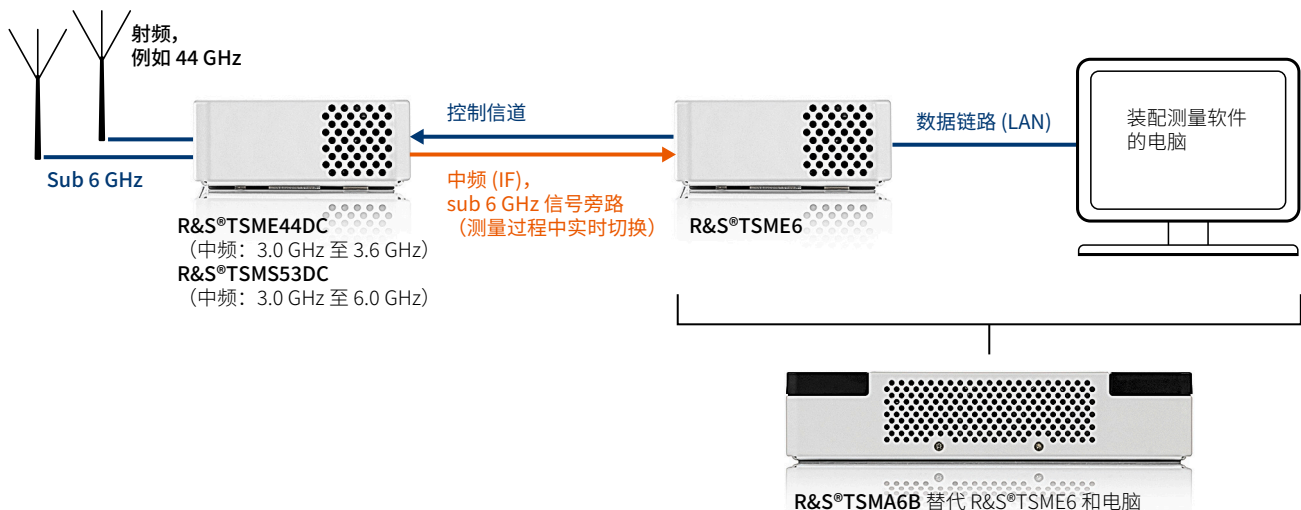 射频，
例如 44 GHz
Sub 6 GHz
R&S®TSME44DC
（中频：3.0 GHz 至 3.6 GHz）
R&S®TSMS53DC
（中频：3.0 GHz 至 6.0 GHz）
控制信道
中频 (IF)，
sub 6 GHz 信号旁路
（测量过程中实时切换）
R&S®TSME6
数据链路 (LAN)
装配测量软件
的电脑
R&S®TSMA6B 替代 R&S®TSME6 和电脑